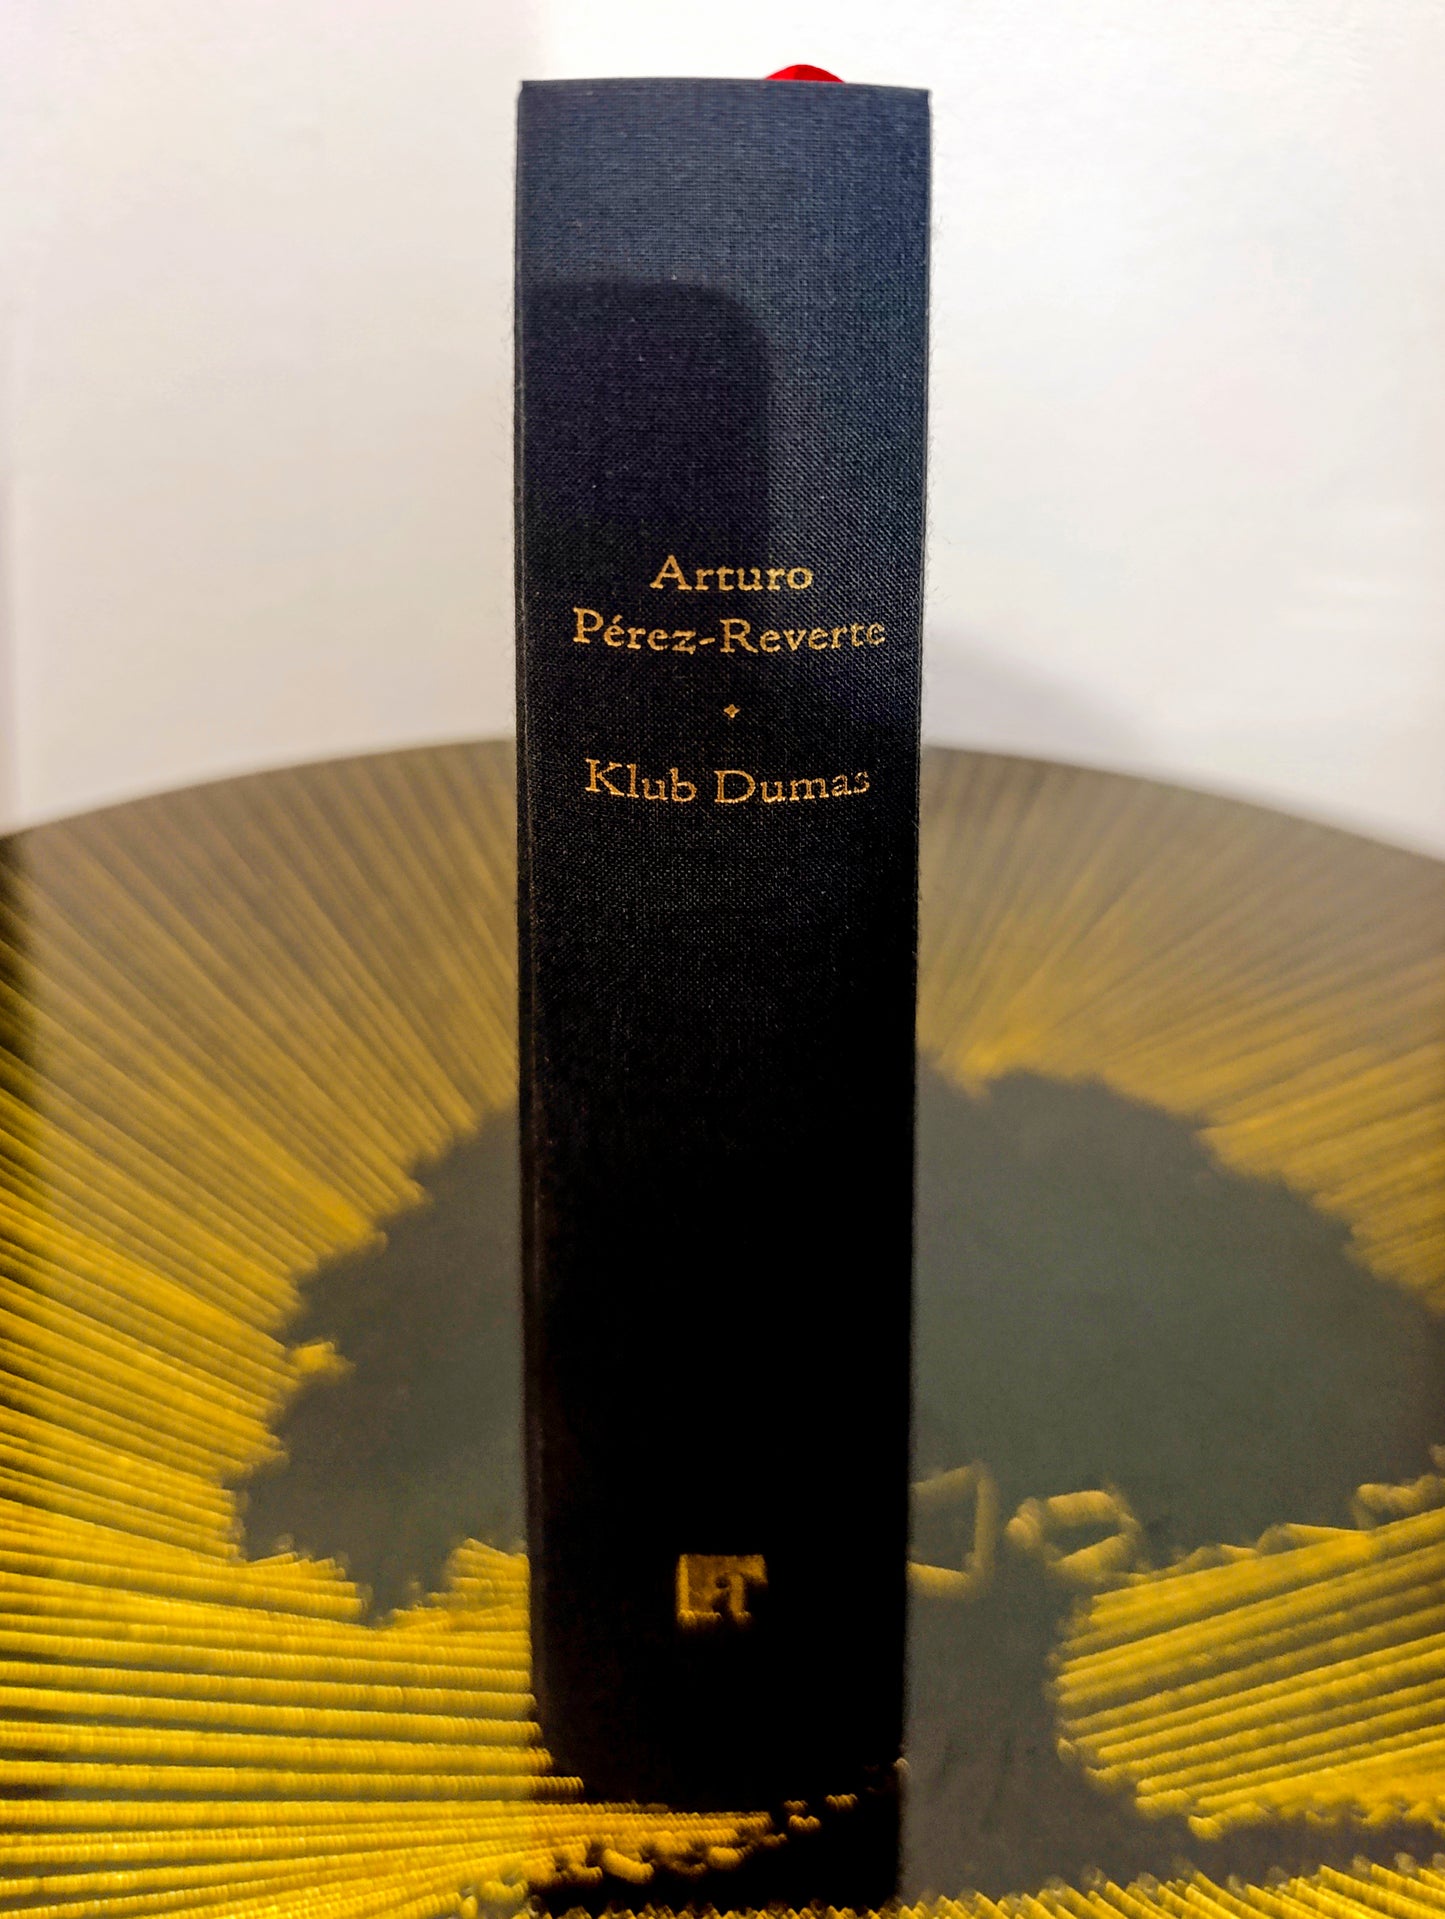 Arturo
Pérez-Reverte
Klub Dumas